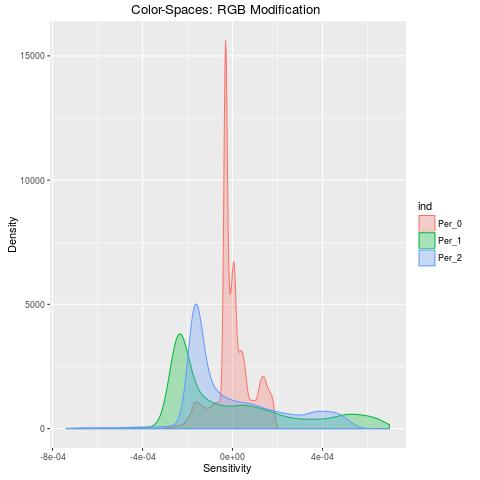 Color-Spaces: RGB Modification
15000
10000
5000
0
Density
-8e-04
-4e-04
0e+00
4e-04
Sensitivity
ind
Per_0
Per_1
Per_2